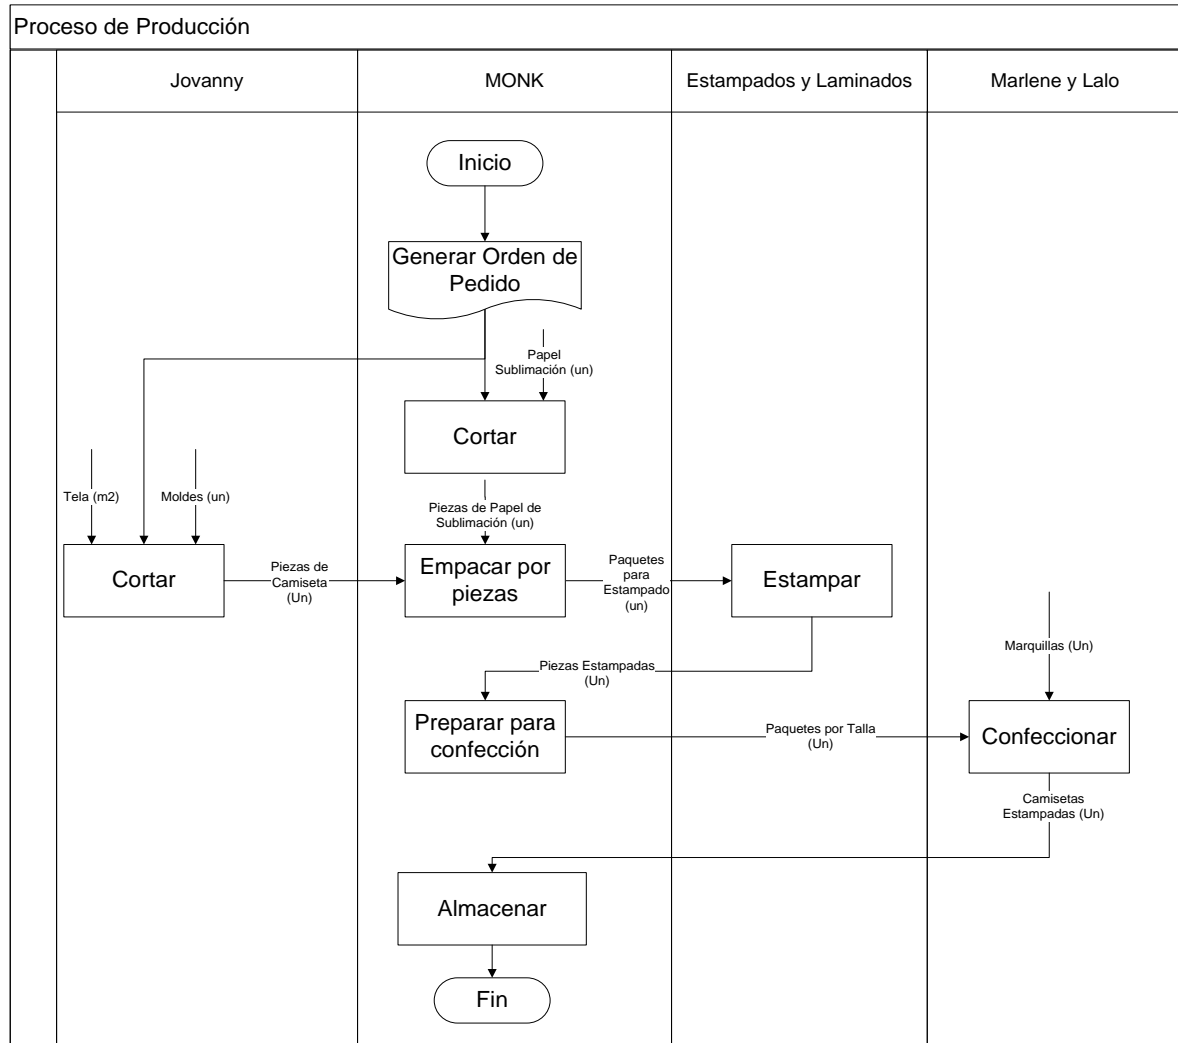 Proceso de Producción
Jovanny
MONK
Estampados y Laminados
Marlene y Lalo
Inicio
Generar Orden de
Pedido
Papel
Sublimación (un)
Cortar
Tela (m2)
Moldes (un)
Piezas de Papel de
Sublimación (un)
Cortar
Piezas de
Camiseta
(Un)
Empacar por
piezas
Paquetes
para
Estampado
(un)
Estampar
Marquillas (Un)
Piezas Estampadas
(Un)
Preparar para
confección
Paquetes por Talla
(Un)
Confeccionar
Camisetas
Estampadas (Un)
Almacenar
Fin